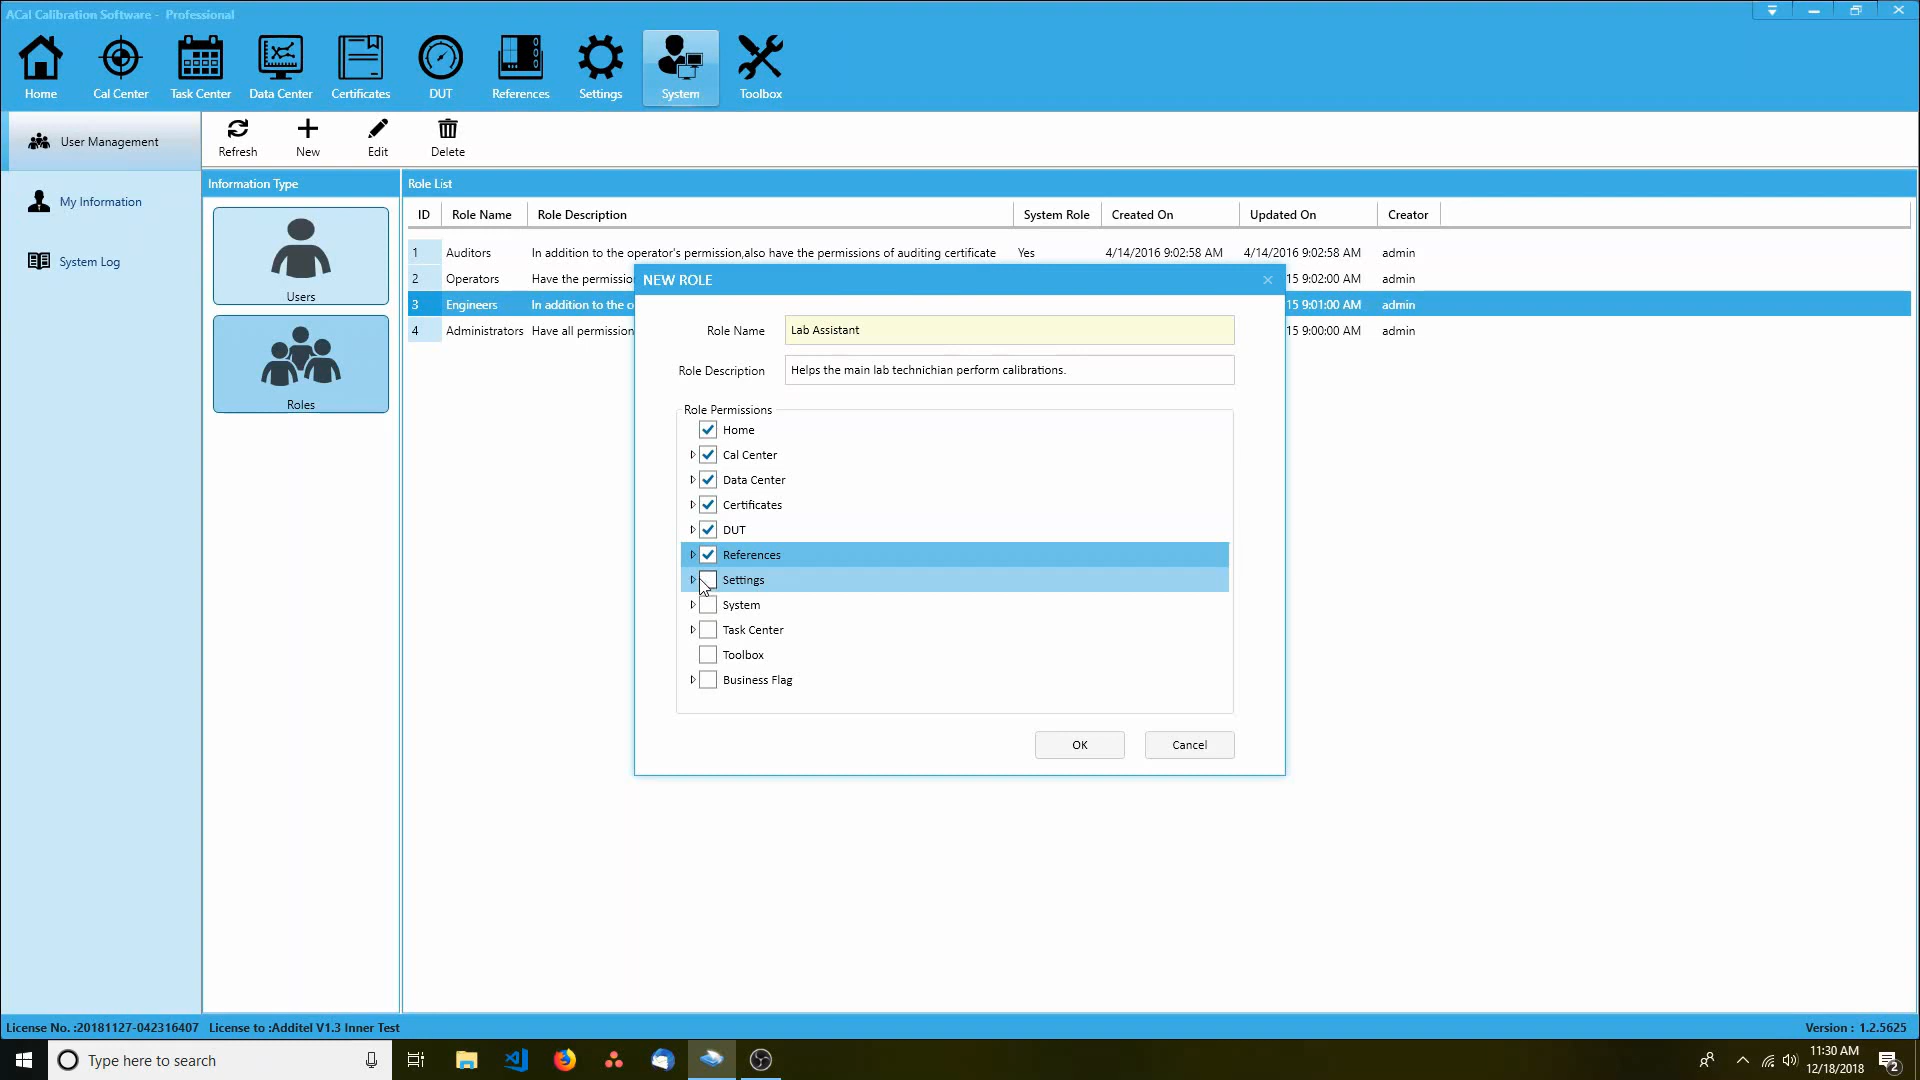 ACal Calibration Software - Professional
Home
Cal Center
Task Center
Data Center
Certificates
DUT
References
Settings
System
Toolbox
User Management
My Information
System Log
Refresh
New
Edit
Delete
Information Type
Users
Roles
Role List
ID Role Name Role Description System Role Created On Updated On Creator
1 Auditors In addition to the operator's permission,also have the permissions of auditing certificate Yes 4/14/2016 9:02:58 AM 4/14/2016 9:02:58 AM admin
2 Operators Have the permissio 15 9:02:00 AM admin
3 Engineers In addition to the o 15 9:01:00 AM admin
4 Administrators Have all permission 15 9:00:00 AM admin
NEW ROLE
Role Name Lab Assistant
Role Description Helps the main lab technichian perform calibrations.
Role Permissions
Home
Cal Center
Data Center
Certificates
DUT
References
Settings
System
Task Center
Toolbox
Business Flag
OK
Cancel
License No. :20181127-042316407 License to :Additel V1.3 Inner Test
Version : 1.2.5625
Type here to search
11:30 AM
12/18/2018
2